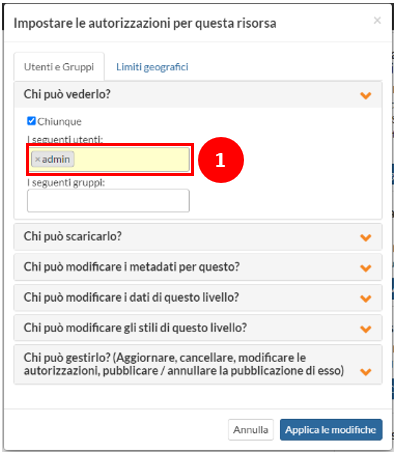 Impostare le autorizzazioni per questa risorsa ×
Utenti e Gruppi Limiti geografici
Chi può vederlo?
Chiunque
I seguenti utenti:
×admin
1
I seguenti gruppi:
Chi può scaricarlo?
Chi può modificare i metadati per questo?
Chi può modificare i dati di questo livello?
Chi può modificare gli stili di questo livello?
Chi può gestirlo? (Aggiornare, cancellare, modificare le
autorizzazioni, pubblicare / annullare la pubblicazione di esso)
Annulla Applica le modifiche